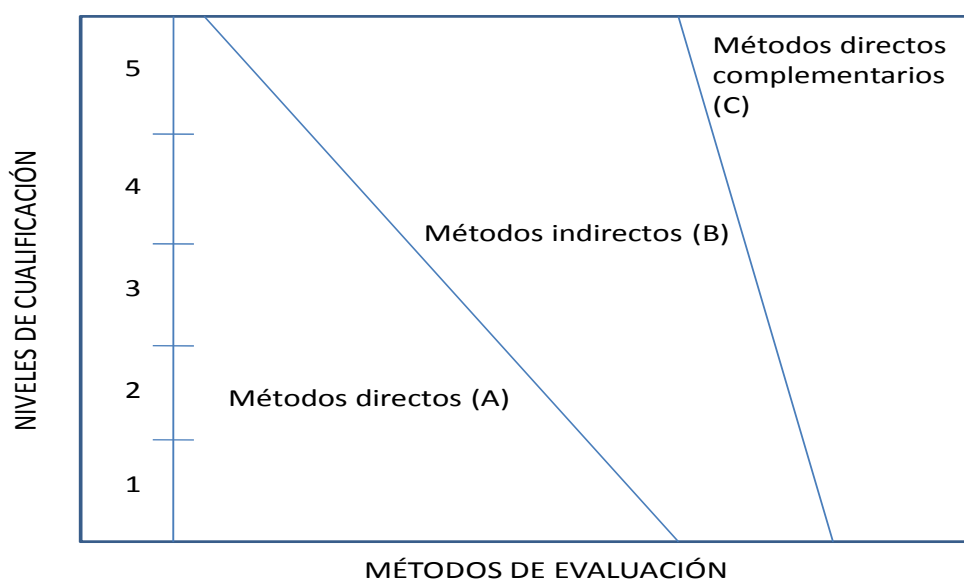 NIVELES DE CUALIFICACIÓN
5
4
3
2
1
Métodos directos
complementarios
(C)
Métodos indirectos (B)
Métodos directos (A)
MÉTODOS DE EVALUACIÓN